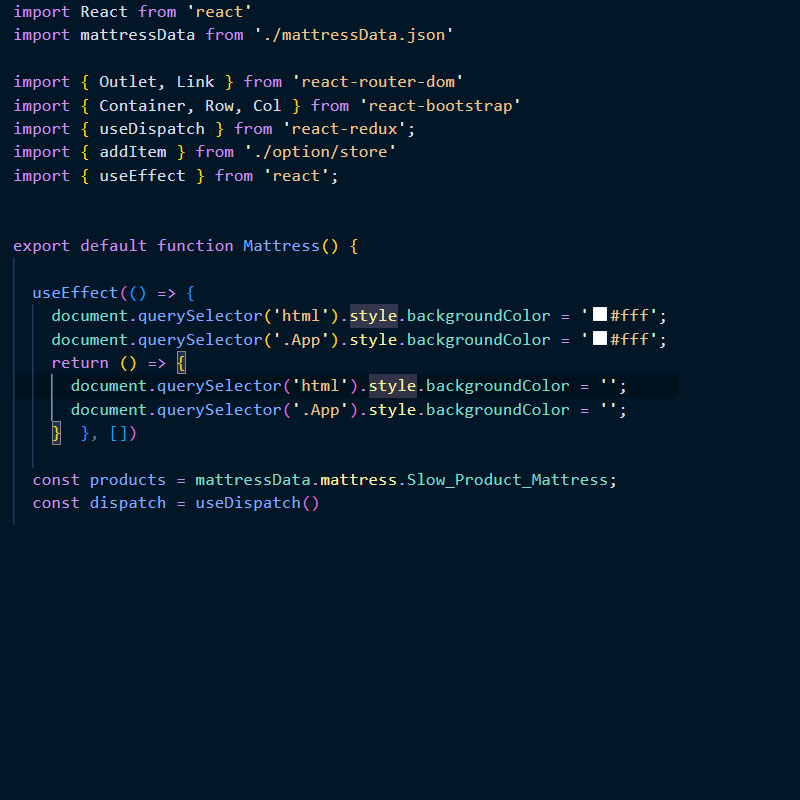 import React from 'react'
import mattressData from './mattressData.json'
import { Outlet, Link } from 'react-router-dom'
import { Container, Row, Col } from 'react-bootstrap'
import { useDispatch } from 'react-redux';
import { addItem } from './option/store'
import { useEffect } from 'react';
export default function Mattress() {
useEffect(() => {
document.querySelector('html').style.backgroundColor = '#fff';
document.querySelector('.App').style.backgroundColor = '#fff';
return () => {
document.querySelector('html').style.backgroundColor = '';
document.querySelector('.App').style.backgroundColor = '';
}  }, [])
const products = mattressData.mattress.Slow_Product_Mattress;
const dispatch = useDispatch()